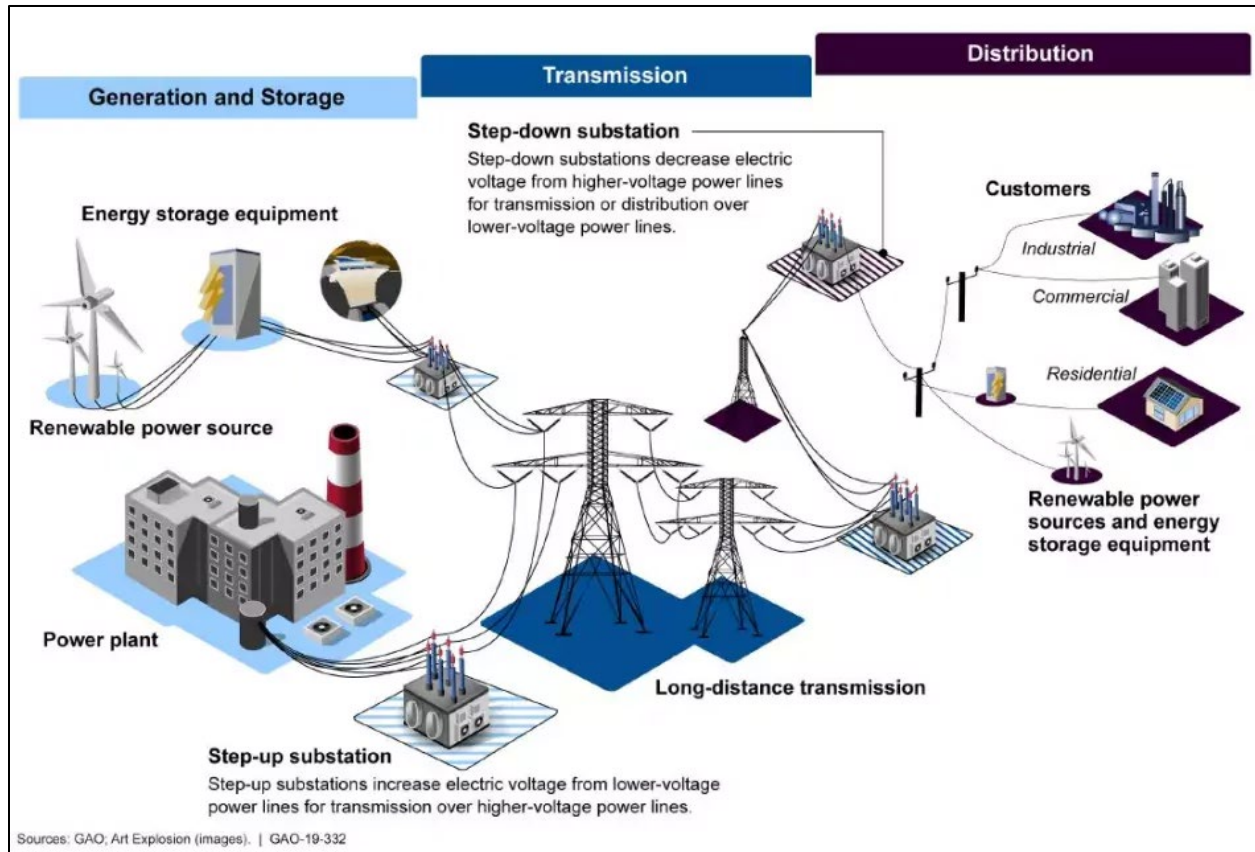 Generation and Storage
Transmission
Distribution
Energy storage equipment
Renewable power source
Power plant
Step-up substation
Step-up substations increase electric voltage from lower-voltage
power lines for transmission over higher-voltage power lines.
Step-down substation
Step-down substations decrease electric
voltage from higher-voltage power lines
for transmission or distribution over
lower-voltage power lines.
Long-distance transmission
Customers
Industrial
Commercial
Residential
Renewable power
sources and energy
storage equipment
Sources: GAO; Art Explosion (images). | GAO-19-332